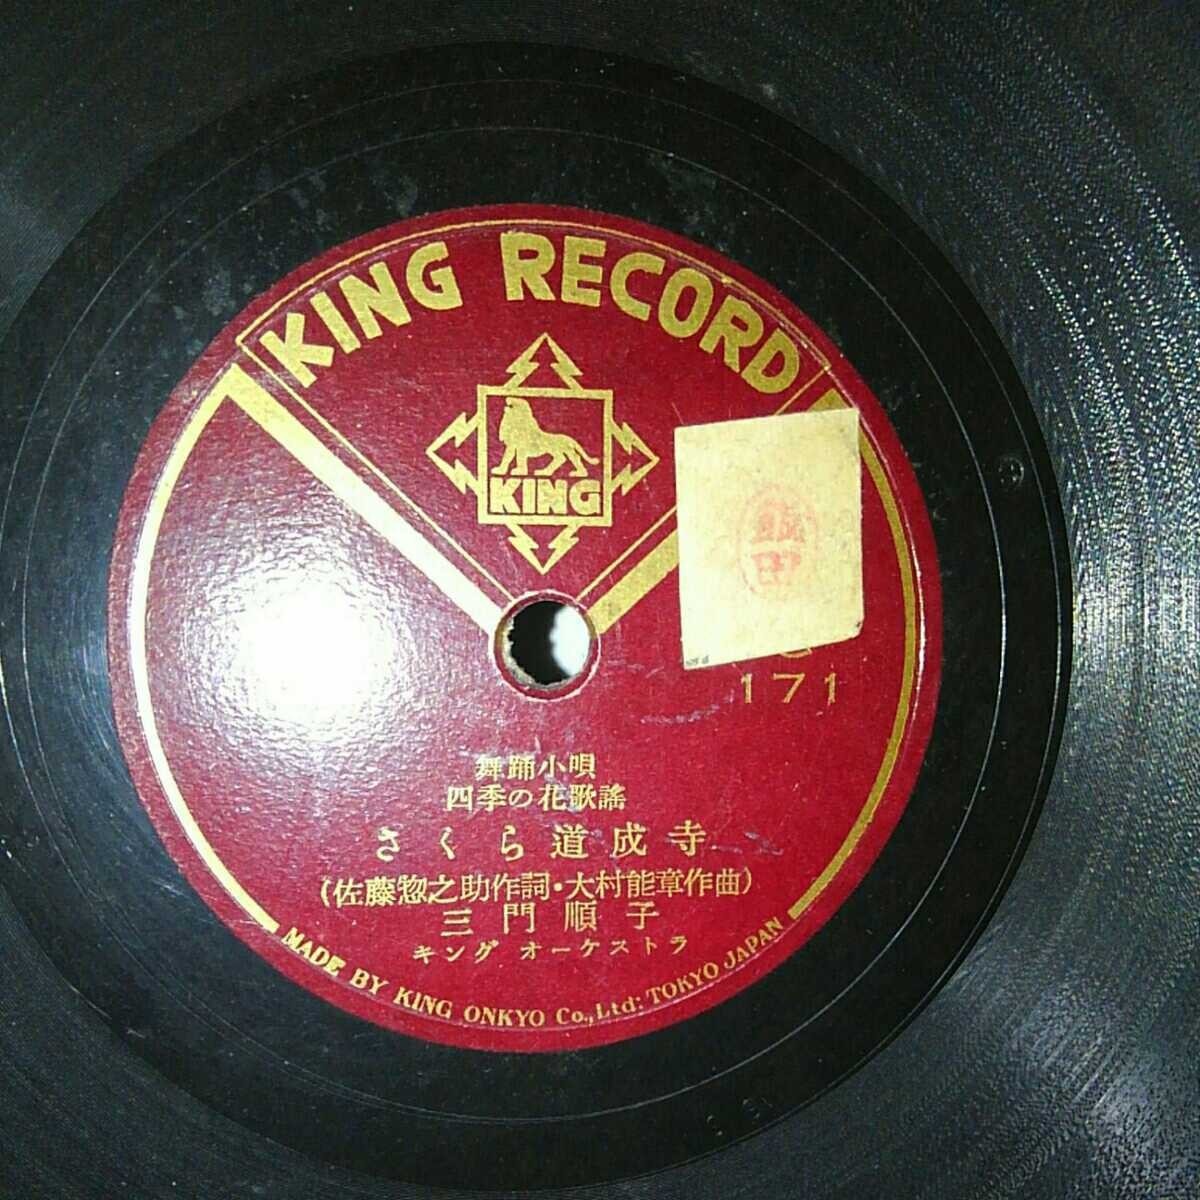 KING RECORD
KING
飯田
171
舞踊小唄
四季の花歌謡
さくら道成寺
(佐藤惣之助作詞・大村能章作曲)
三門順子
キング オーケストラ
MADE BY KING ONKYO Co., Ltd: TOKYO JAPAN